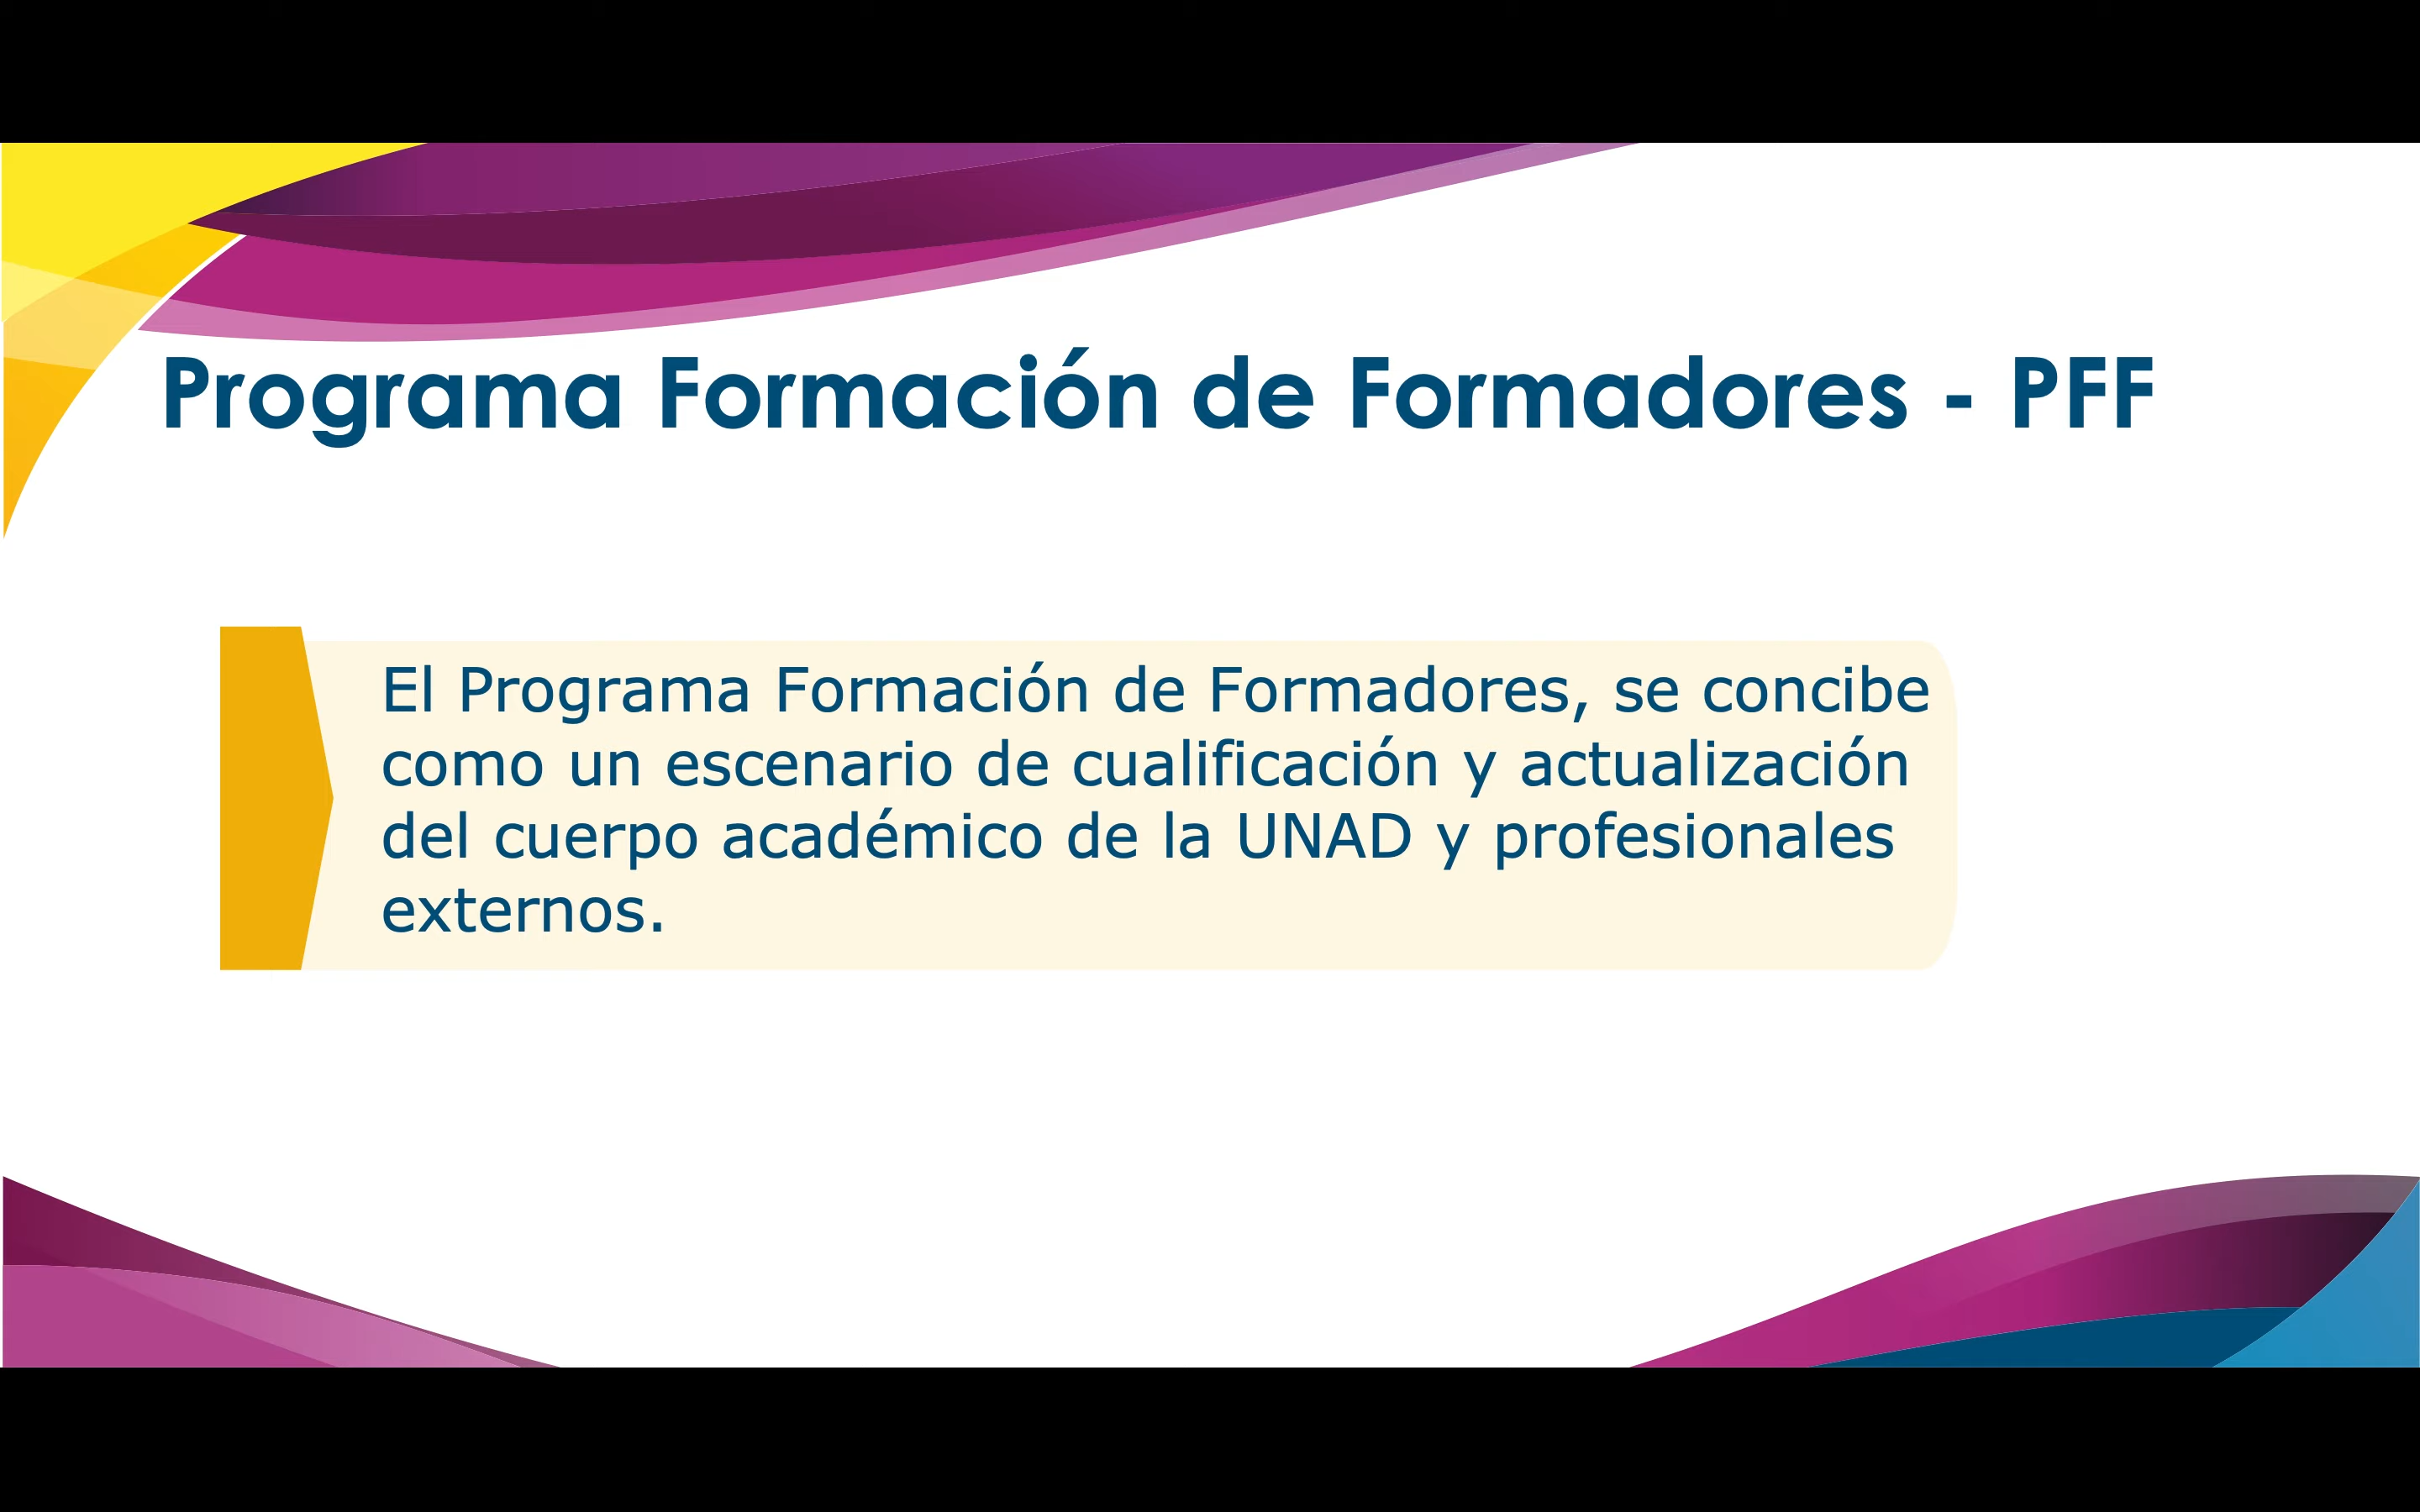 Programa Formación de Formadores - PFF
El Programa Formación de Formadores, se concibe
como un escenario de cualificación y actualización
del cuerpo académico de la UNAD y profesionales
externos.